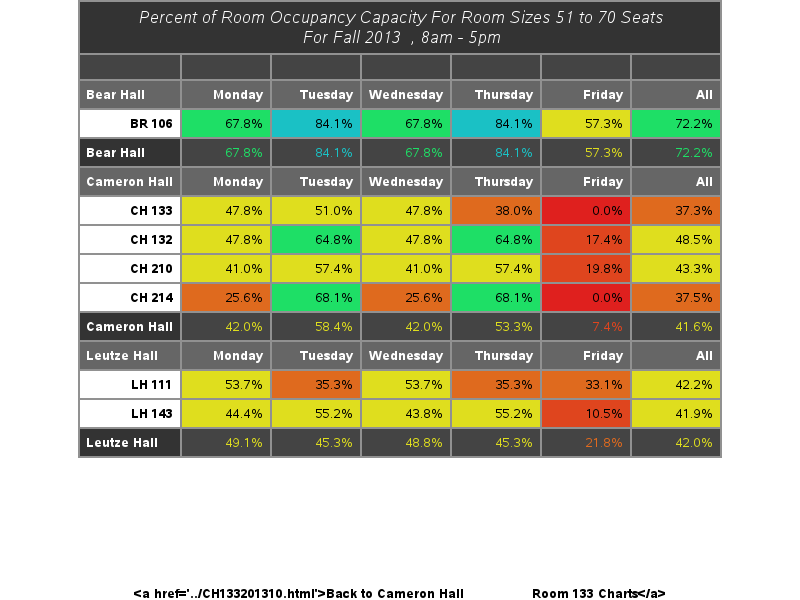 Percent of Room Occupancy Capacity For Room Sizes 51 to 70 Seats
For Fall 2013 , 8am - 5pm
Bear Hall Monday Tuesday Wednesday Thursday Friday All
BR 106 67.8% 84.1% 67.8% 84.1% 57.3% 72.2%
Bear Hall 67.8% 84.1% 67.8% 84.1% 57.3% 72.2%
Cameron Hall Monday Tuesday Wednesday Thursday Friday All
CH 133 47.8% 51.0% 47.8% 38.0% 0.0% 37.3%
CH 132 47.8% 64.8% 47.8% 64.8% 17.4% 48.5%
CH 210 41.0% 57.4% 41.0% 57.4% 19.8% 43.3%
CH 214 25.6% 68.1% 25.6% 68.1% 0.0% 37.5%
Cameron Hall 42.0% 58.4% 42.0% 53.3% 7.4% 41.6%
Leutze Hall Monday Tuesday Wednesday Thursday Friday All
LH 111 53.7% 35.3% 53.7% 35.3% 33.1% 42.2%
LH 143 44.4% 55.2% 43.8% 55.2% 10.5% 41.9%
Leutze Hall 49.1% 45.3% 48.8% 45.3% 21.8% 42.0%
<a href='../CH133201310.html'>Back to Cameron Hall Room 133 Charts</a>